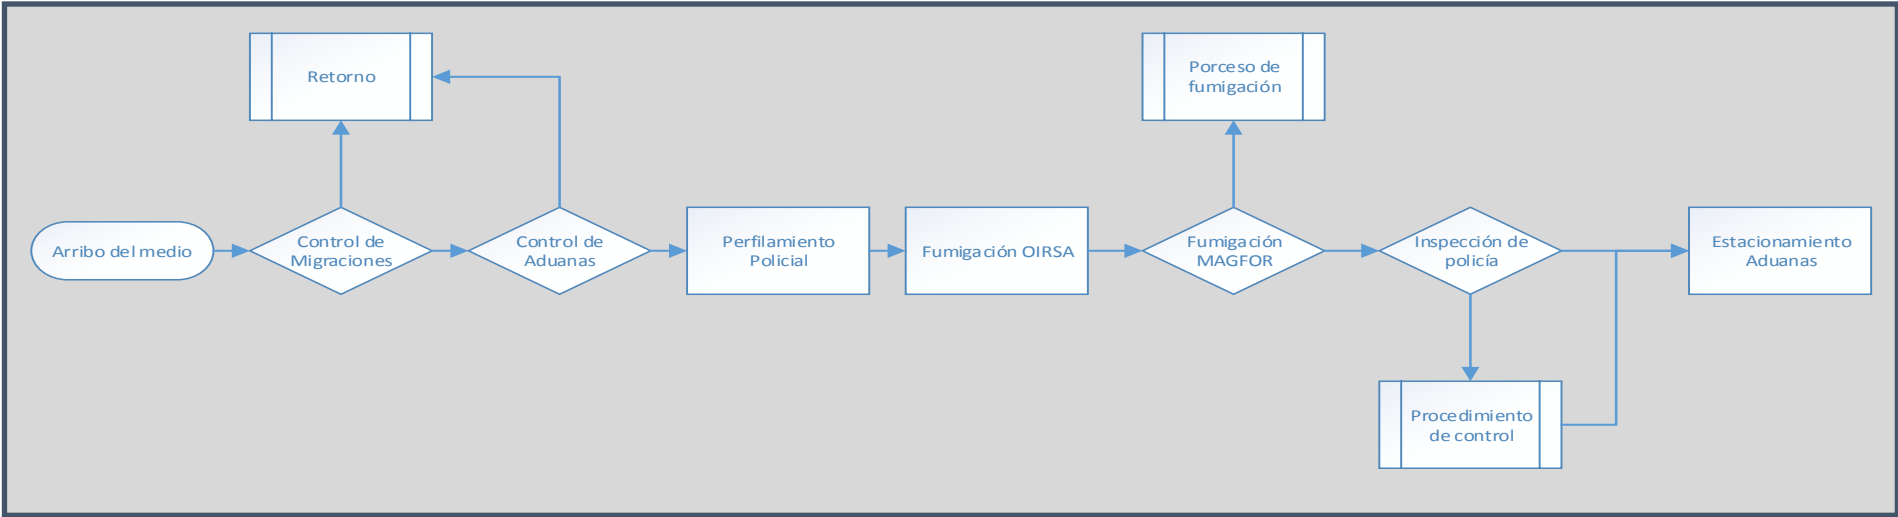 Retorno
Porceso de
fumigación
Arribo del medio
Control de
Migraciones
Control de
Aduanas
Perfilamiento
Policial
Fumigación OIRSA
Fumigación
MAGFOR
Inspección de
policía
Estacionamiento
Aduanas
Procedimiento
de control